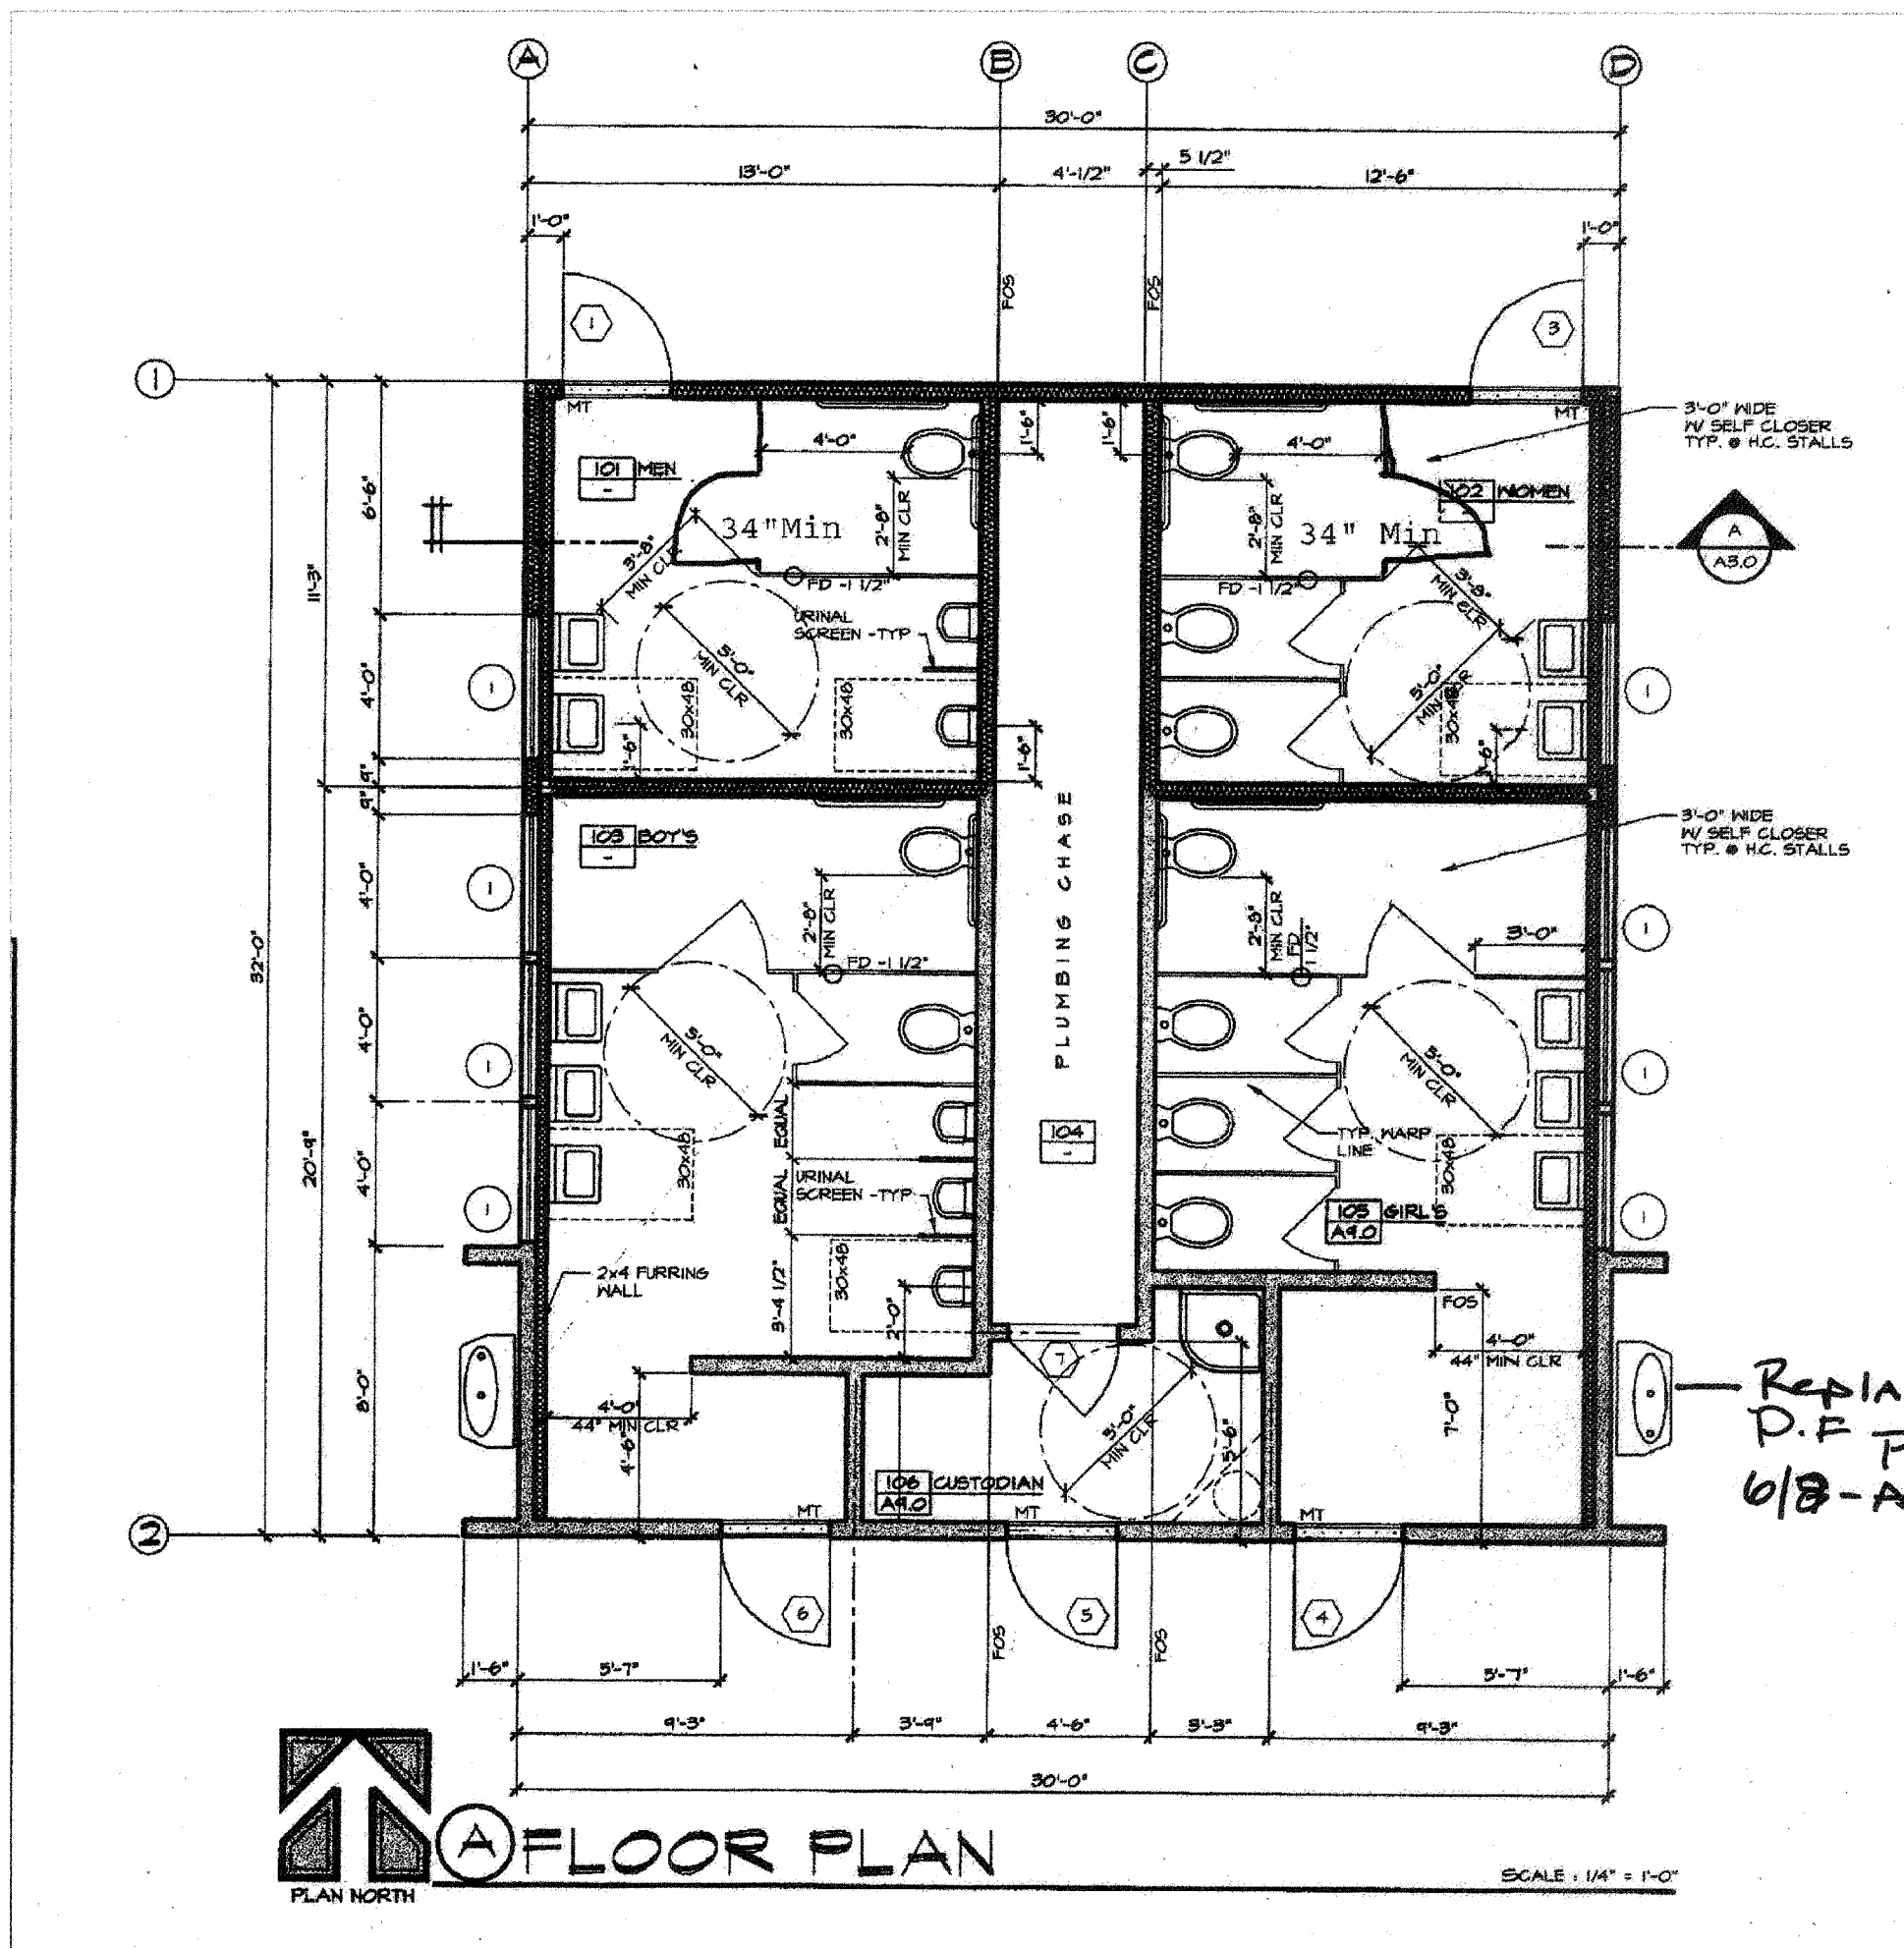 A
B
C
D
30'-0"
13'-0"
4'-1/2"
5 1/2"
12'-6"
1'-0"
1'-0"
FOS
FOS
1
3
1
MT
MT
3'-0" WIDE
W/ SELF CLOSER
TYP. @ H.C. STALLS
101 MEN
-
4'-0"
1'-6"
1'-6"
4'-0"
102 WOMEN
6'-6"
11'-3"
34"Min
2'-8"
MIN CLR
2'-8"
MIN CLR
34" Min
A
A3.0
3'-8"
MIN CLR
FD -1 1/2"
FD -1 1/2"
3'-8"
MIN CLR
URINAL
SCREEN -TYP
5'-0"
MIN CLR
5'-0"
MIN CLR
4'-0"
1
1
30x48
30x48
30x48
1'-6"
1'-6"
1'-6"
9"
9"
PLUMBING CHASE
103 BOY'S
-
3'-0" WIDE
W/ SELF CLOSER
TYP. @ H.C. STALLS
4'-0"
1
1
2'-8"
MIN CLR
2'-8"
MIN CLR
FD -1 1/2"
FD
1/2"
3'-0"
32'-0"
4'-0"
1
1
5'-0"
MIN CLR
5'-0"
MIN CLR
EQUAL
104
-
TYP. WARP
LINE
20'-9"
4'-0"
30x48
30x48
URINAL
SCREEN -TYP
EQUAL
1
1
105 GIRL'S
A9.0
2x4 FURRING
WALL
30x48
3'-4 1/2"
2'-0"
FOS
4'-0"
44" MIN CLR
8'-0"
7
4'-0"
44" MIN CLR
4'-6"
5'-0"
MIN CLR
5'-6"
7'-0"
Repla
D.F
6/8-A
106 CUSTODIAN
A9.0
MT
MT
MT
2
6
5
4
FOS
FOS
1'-6"
5'-7"
5'-7"
1'-6"
9'-3"
3'-9"
4'-6"
3'-3"
9'-3"
30'-0"
A FLOOR PLAN
PLAN NORTH
SCALE : 1/4" = 1'-0"